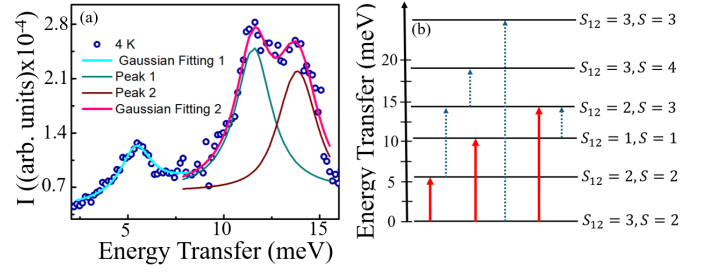 (a)
I ((arb. units)x10⁻⁴
2.8
2.1
1.4
0.7
4 K
Gaussian Fitting 1
Peak 1
Peak 2
Gaussian Fitting 2
5
10
15
Energy Transfer (meV)
(b)
Energy Transfer (meV)
20
15
10
5
0
S₁₂ = 3, S = 3
S₁₂ = 3, S = 4
S₁₂ = 2, S = 3
S₁₂ = 1, S = 1
S₁₂ = 2, S = 2
S₁₂ = 3, S = 2